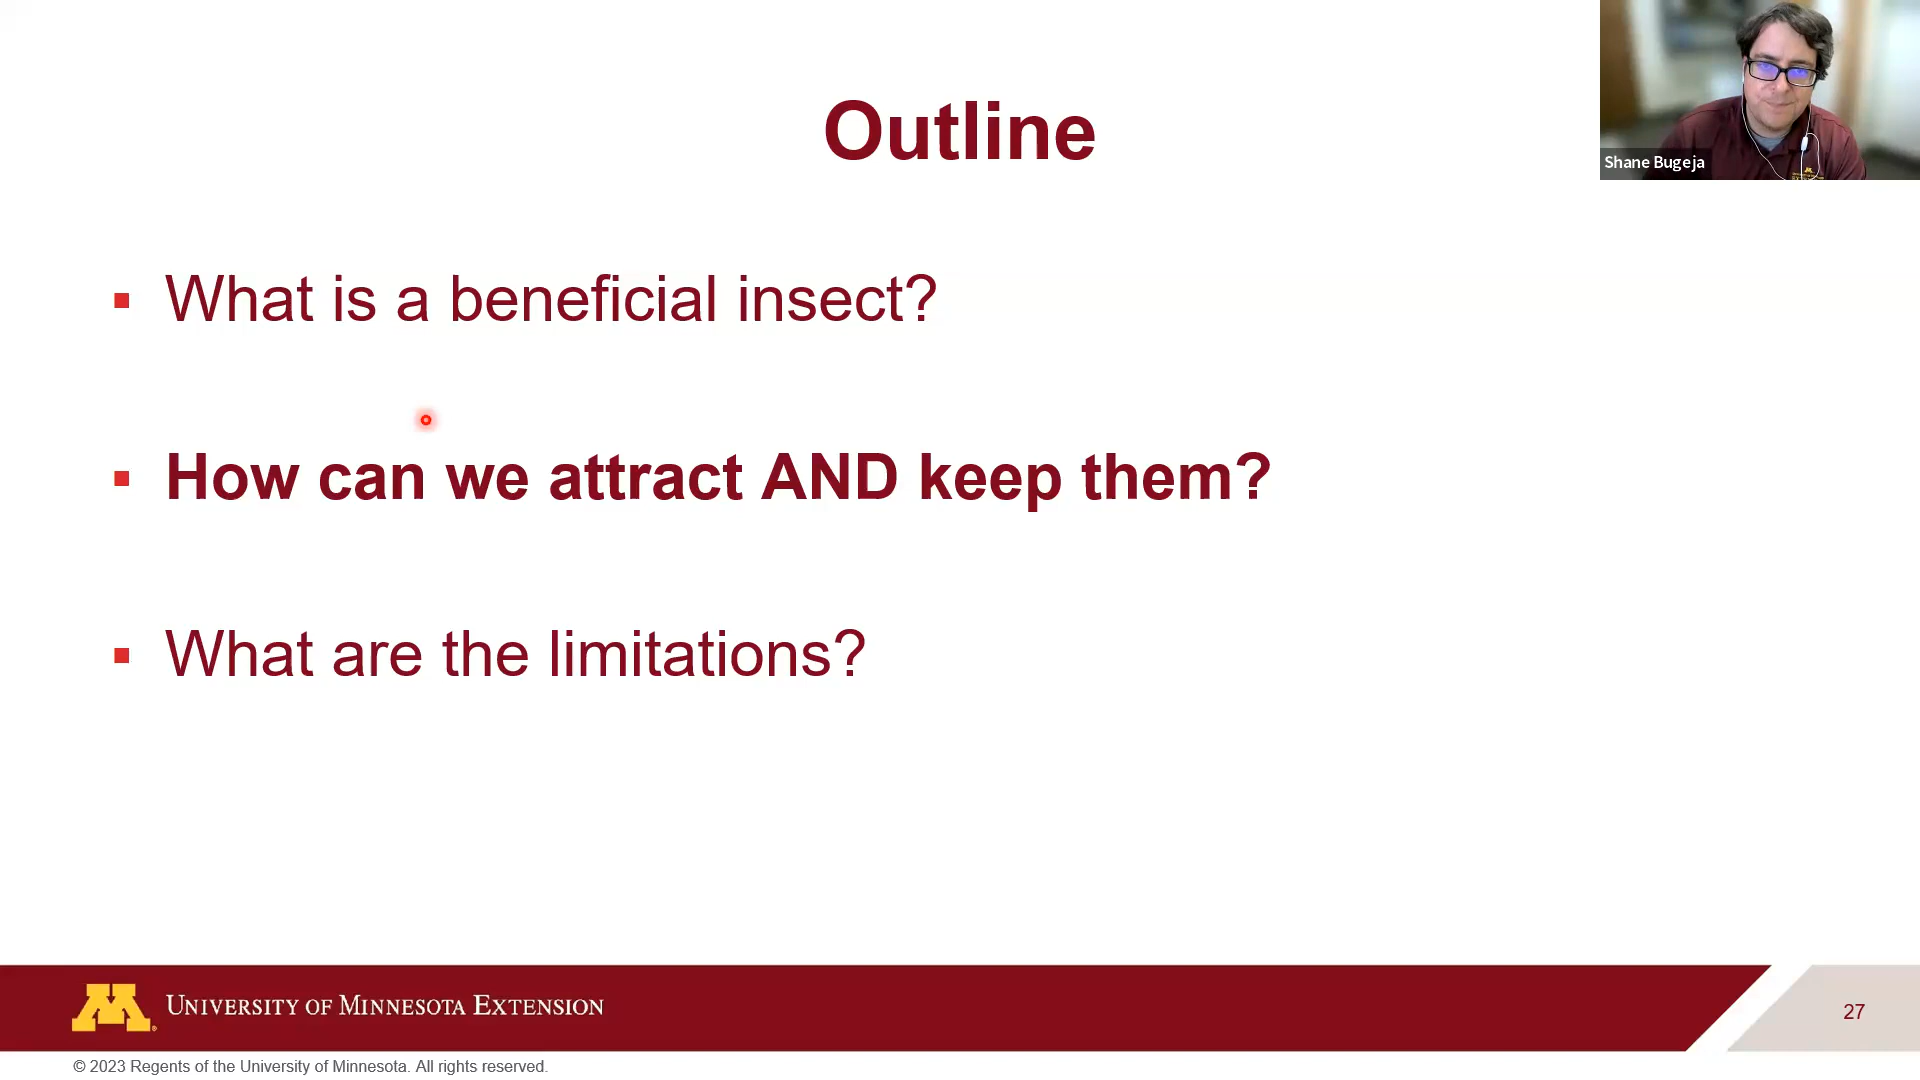 Outline
Shane Bugeja
▪ What is a beneficial insect?
▪ How can we attract AND keep them?
▪ What are the limitations?
M
UNIVERSITY OF MINNESOTA EXTENSION
27
© 2023 Regents of the University of Minnesota. All rights reserved.